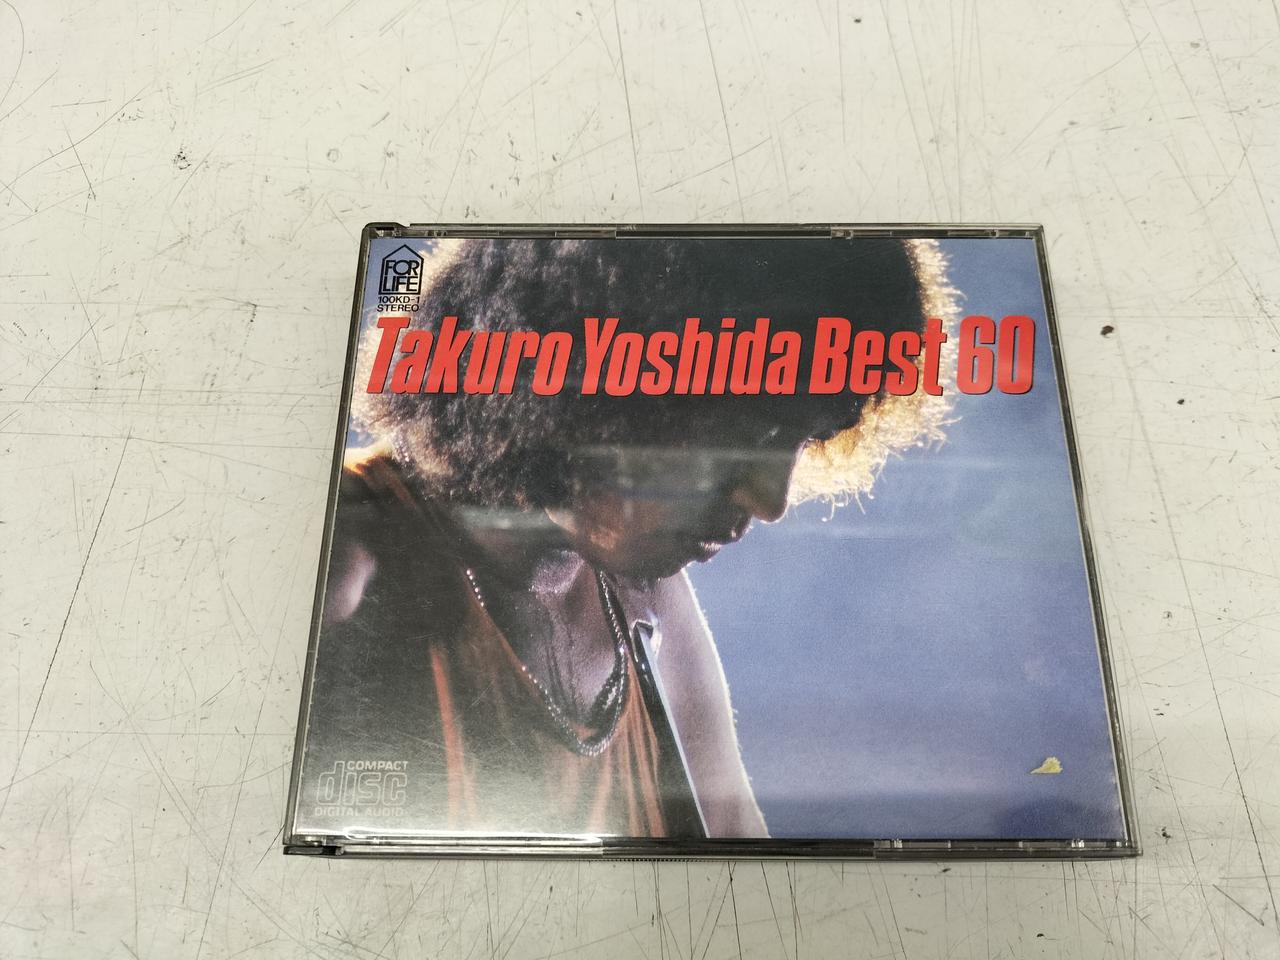 FOR
LIFE
100KD-1
STEREO
Takuro Yoshida Best 60
COMPACT
disc
DIGITAL AUDIO